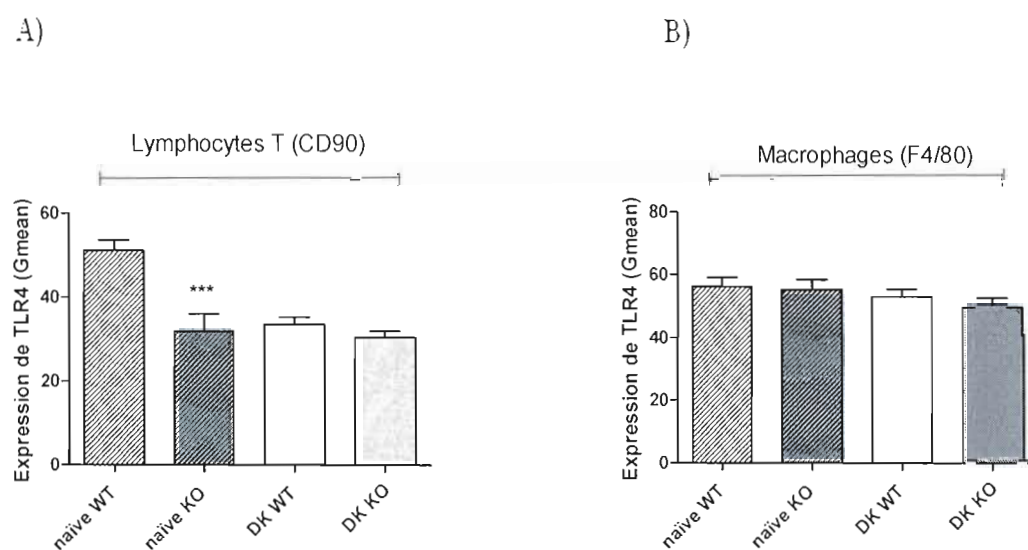 A)
B)
Lymphocytes T (CD90)
Expression de TLR4 (Gmean)
60
40
20
0
***
naïve WT
naïve KO
DK WT
DK KO
Macrophages (F4/80)
Expression de TLR4 (Gmean)
80
60
40
20
0
naïve WT
naïve KO
DK WT
DK KO